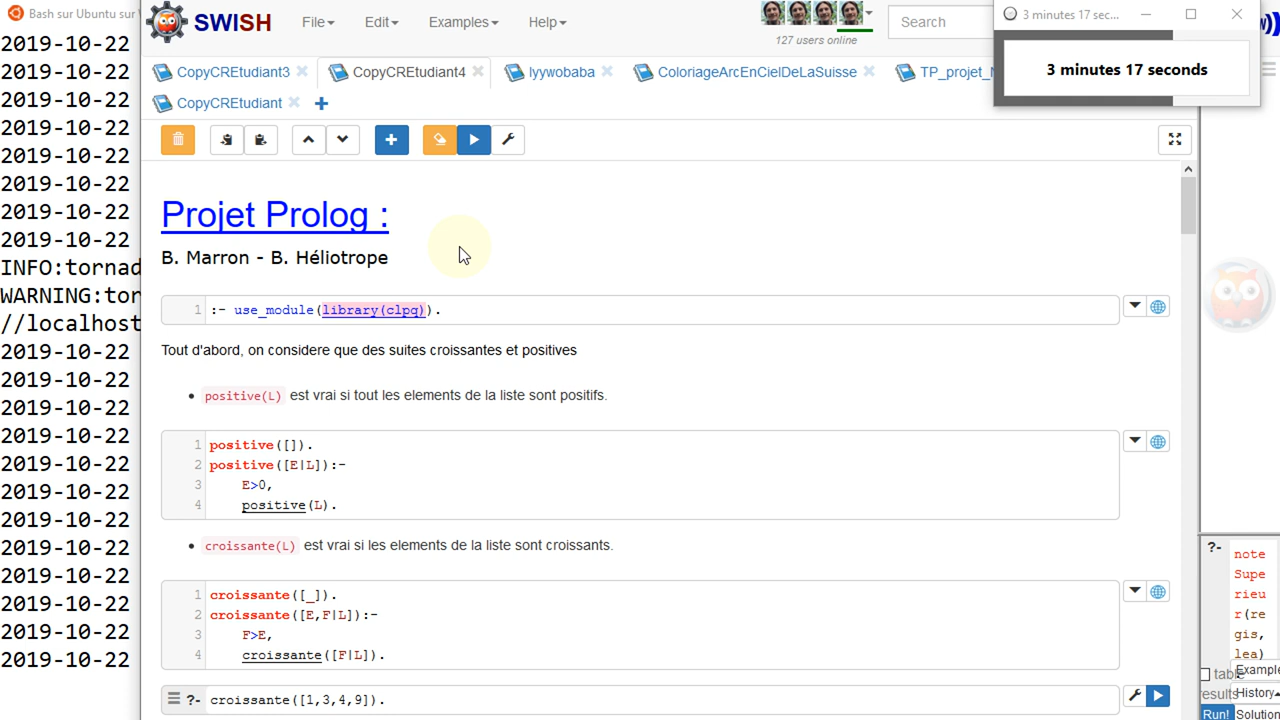 Bash sur Ubuntu sur
2019-10-22
2019-10-22
2019-10-22
2019-10-22
2019-10-22
2019-10-22
2019-10-22
2019-10-22
INFO:tornad
WARNING:tor
//localhost
2019-10-22
2019-10-22
2019-10-22
2019-10-22
2019-10-22
2019-10-22
2019-10-22
2019-10-22
2019-10-22
2019-10-22
2019-10-22
2019-10-22
SWISH
File Edit Examples Help
127 users online
Search
3 minutes 17 sec...
3 minutes 17 seconds
CopyCREtudiant3 CopyCREtudiant4 Iyywobaba ColoriageArcEnCielDeLaSuisse TP_projet_
CopyCREtudiant
Projet Prolog :
B. Marron - B. Héliotrope
1 :- use_module(library(clpq)).
Tout d'abord, on considere que des suites croissantes et positives
• positive(L) est vrai si tout les elements de la liste sont positifs.
1 positive([]).
2 positive([E|L]):-
3 E>0,
4 positive(L).
• croissante(L) est vrai si les elements de la liste sont croissants.
1 croissante([_]).
2 croissante([E,F|L]):-
3 F>E,
4 croissante([F|L]).
?- croissante([1,3,4,9]).
?- note
Supe
rieu
r(re
gis,
lea)
table
results
Example
History
Run! Solution